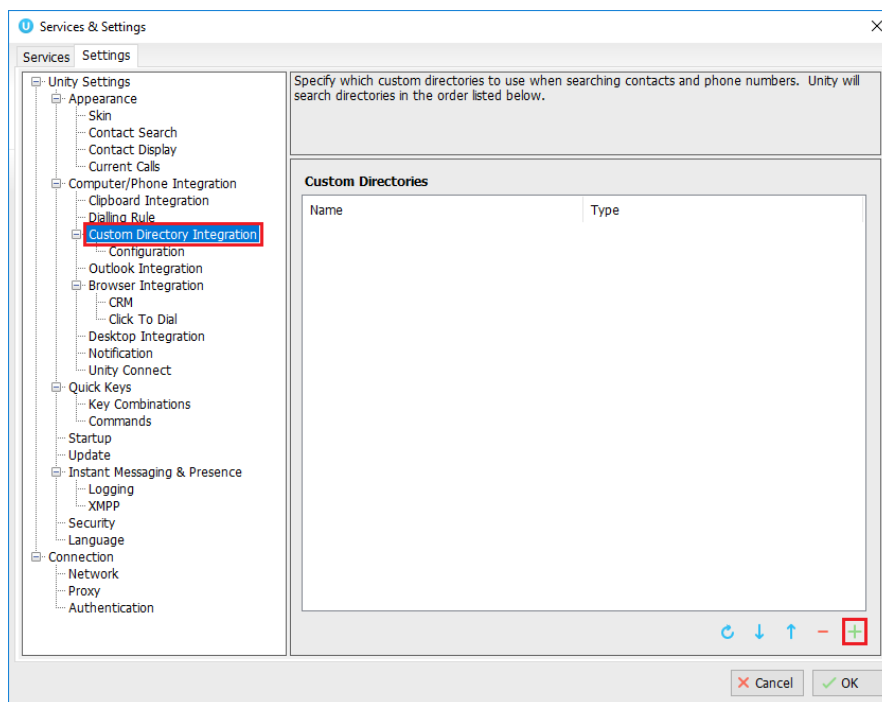 Services & Settings
Services Settings
Unity Settings
Appearance
Skin
Contact Search
Contact Display
Current Calls
Computer/Phone Integration
Clipboard Integration
Dialling Rule
Custom Directory Integration
Configuration
Outlook Integration
Browser Integration
CRM
Click To Dial
Desktop Integration
Notification
Unity Connect
Quick Keys
Key Combinations
Commands
Startup
Update
Instant Messaging & Presence
Logging
XMPP
Security
Language
Connection
Network
Proxy
Authentication
Specify which custom directories to use when searching contacts and phone numbers. Unity will
search directories in the order listed below.
Custom Directories
Name Type
Cancel OK